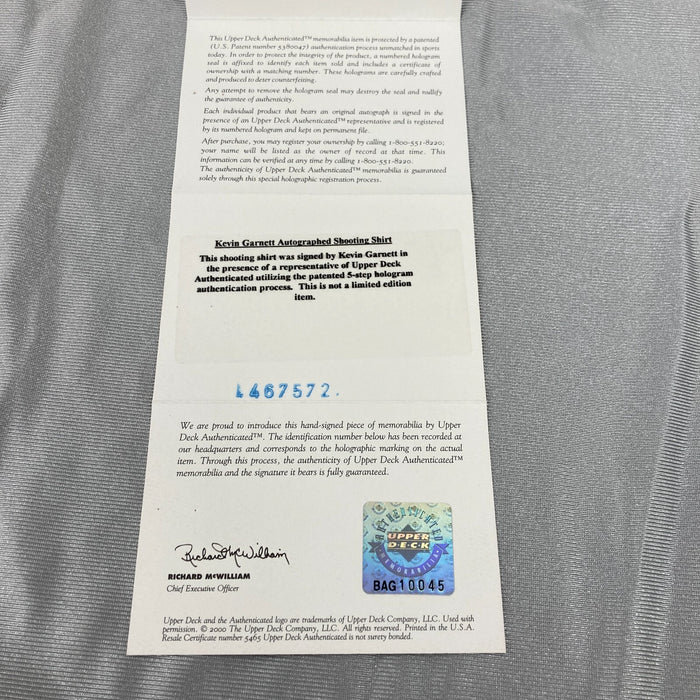 This Upper Deck Authenticated™ memorabilia item is protected by a patented
(U.S. Patent number 5380047) authentication process unmatched in sports
today. In order to protect the integrity of the product, a numbered hologram
seal is affixed to identify each item sold and includes a certificate of
ownership with a matching number. These holograms are carefully crafted
and produced to deter counterfeiting.
Any attempt to remove the hologram seal may destroy the seal and nullify
the guarantee of authenticity.
Each individual product that bears an original autograph is signed in the
presence of an Upper Deck Authenticated™ representative and is registered
by its numbered hologram and kept on permanent file.
After purchase, you may register your ownership by calling 1-800-551-8220;
your name will be listed as the owner of record at that time. This
information can be verified at any time by calling 1-800-551-8220.
The authenticity of Upper Deck Authenticated™ memorabilia is guaranteed
solely through this special holographic registration process.
Kevin Garnett Autographed Shooting Shirt
This shooting shirt was signed by Kevin Garnett in
the presence of a representative of Upper Deck
Authenticated utilizing the patented 5-step hologram
authentication process. This is not a limited edition
item.
467572.
We are proud to introduce this hand-signed piece of memorabilia by Upper
Deck Authenticated™. The identification number below has been recorded at
our headquarters and corresponds to the holographic marking on the actual
item. Through this process, the authenticity of Upper Deck Authenticated™
memorabilia and the signature it bears is fully guaranteed.
Richard McWilliam
RICHARD McWILLIAM
Chief Executive Officer
AUTHENTICATED
UPPER
DECK
MEMORABILIA
BAG10045
Upper Deck and the Authenticated logo are trademarks of Upper Deck Company, LLC. Used with
permission. © 2000 The Upper Deck Company, LLC. All rights reserved. Printed in the U.S.A.
Resale Certificate number 5465 Upper Deck Authenticated is not surety bonded.